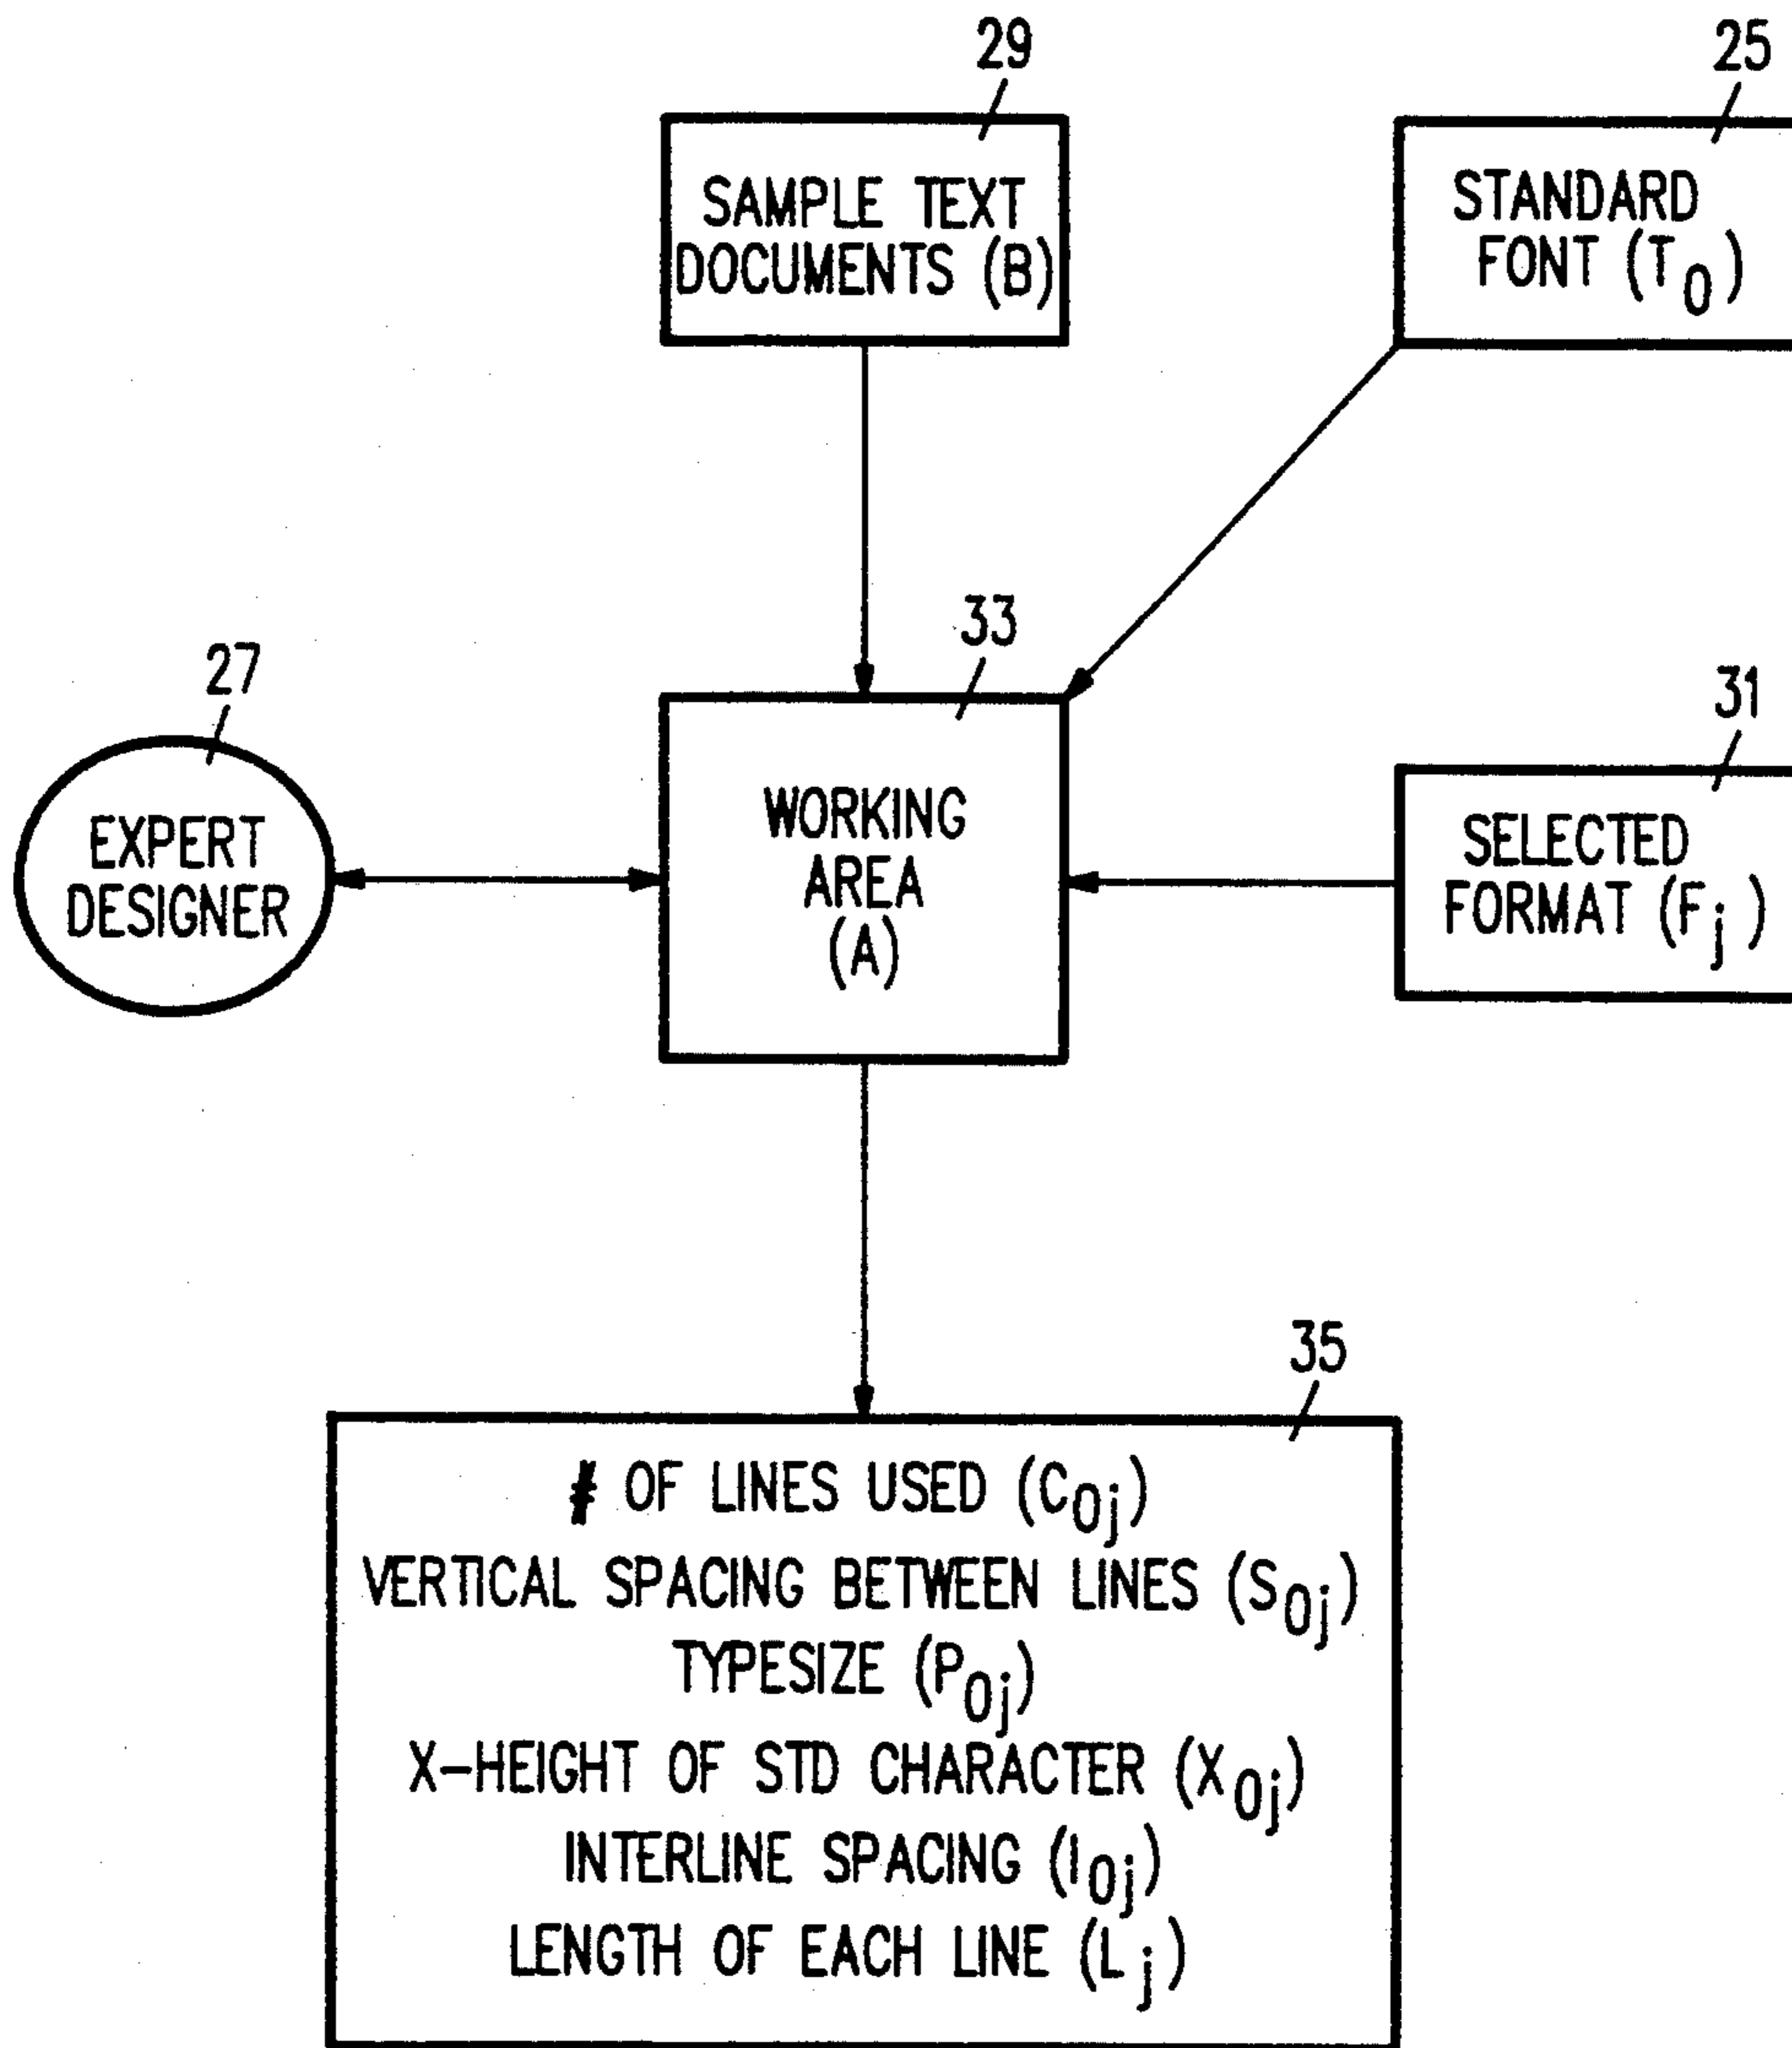 29
SAMPLE TEXT
DOCUMENTS (B)
25
STANDARD
FONT (T₀)
33
WORKING
AREA
(A)
27
EXPERT
DESIGNER
31
SELECTED
FORMAT (Fⱼ)
35
# OF LINES USED (C₀ⱼ)
VERTICAL SPACING BETWEEN LINES (S₀ⱼ)
TYPESIZE (P₀ⱼ)
X-HEIGHT OF STD CHARACTER (X₀ⱼ)
INTERLINE SPACING (I₀ⱼ)
LENGTH OF EACH LINE (Lⱼ)